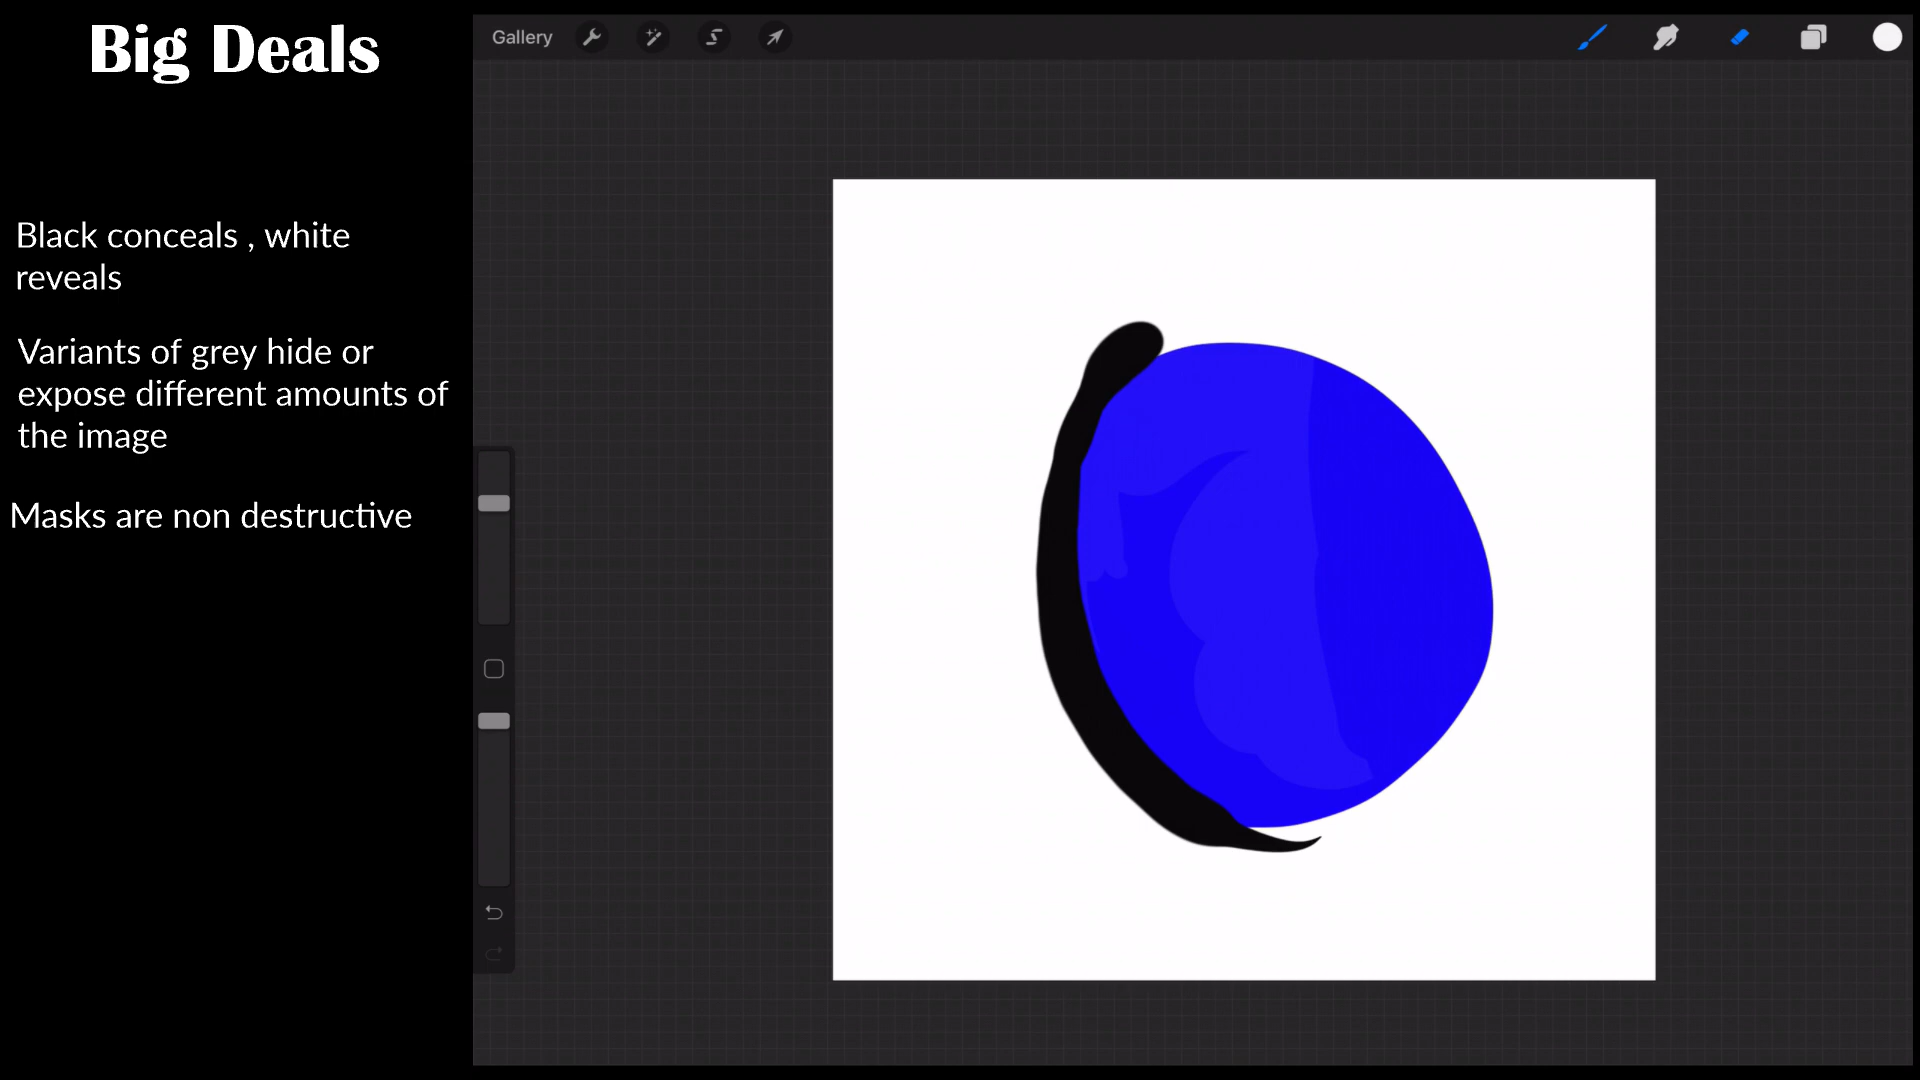 Big Deals
Gallery
Black conceals , white
reveals
Variants of grey hide or
expose different amounts of
the image
Masks are non destructive